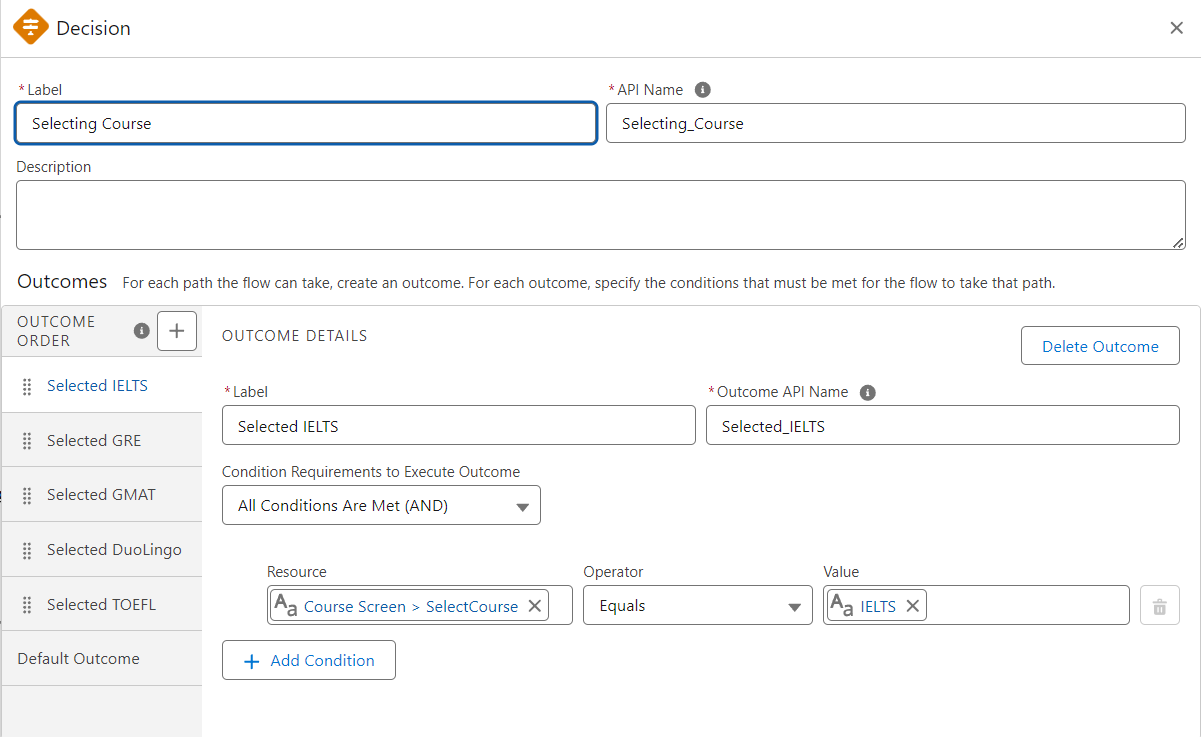 Decision
* Label
* API Name
Selecting Course
Selecting_Course
Description
Outcomes For each path the flow can take, create an outcome. For each outcome, specify the conditions that must be met for the flow to take that path.
OUTCOME
ORDER
OUTCOME DETAILS
Delete Outcome
Selected IELTS
Selected GRE
Selected GMAT
Selected DuoLingo
Selected TOEFL
Default Outcome
* Label
* Outcome API Name
Selected IELTS
Selected_IELTS
Condition Requirements to Execute Outcome
All Conditions Are Met (AND)
Resource
Operator
Value
Aa Course Screen > SelectCourse
Equals
Aa IELTS
Add Condition